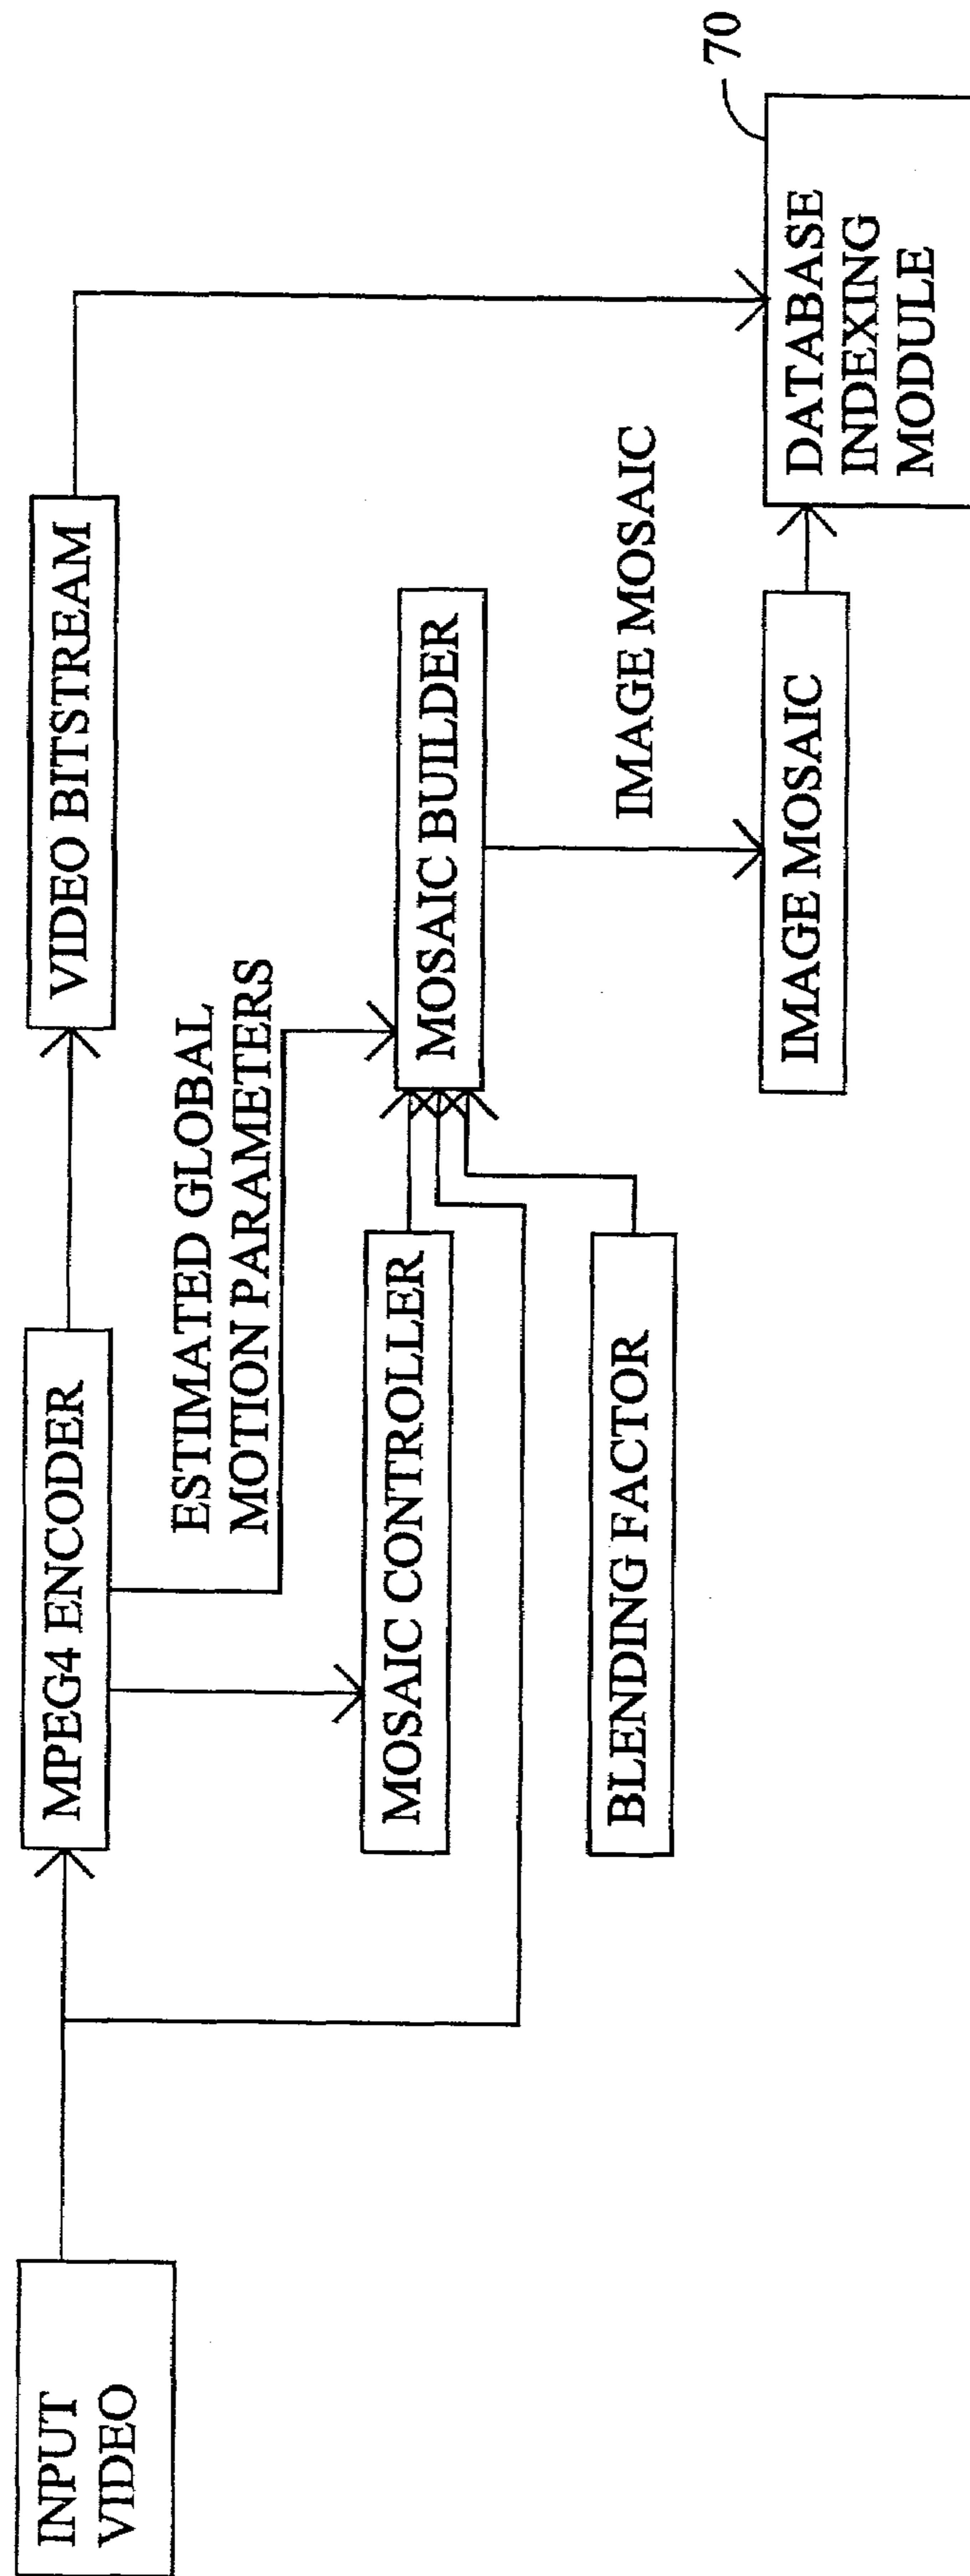 INPUT
VIDEO
MPEG4 ENCODER
VIDEO BITSTREAM
ESTIMATED GLOBAL
MOTION PARAMETERS
MOSAIC CONTROLLER
MOSAIC BUILDER
BLENDING FACTOR
IMAGE MOSAIC
IMAGE MOSAIC
70
DATABASE
INDEXING
MODULE